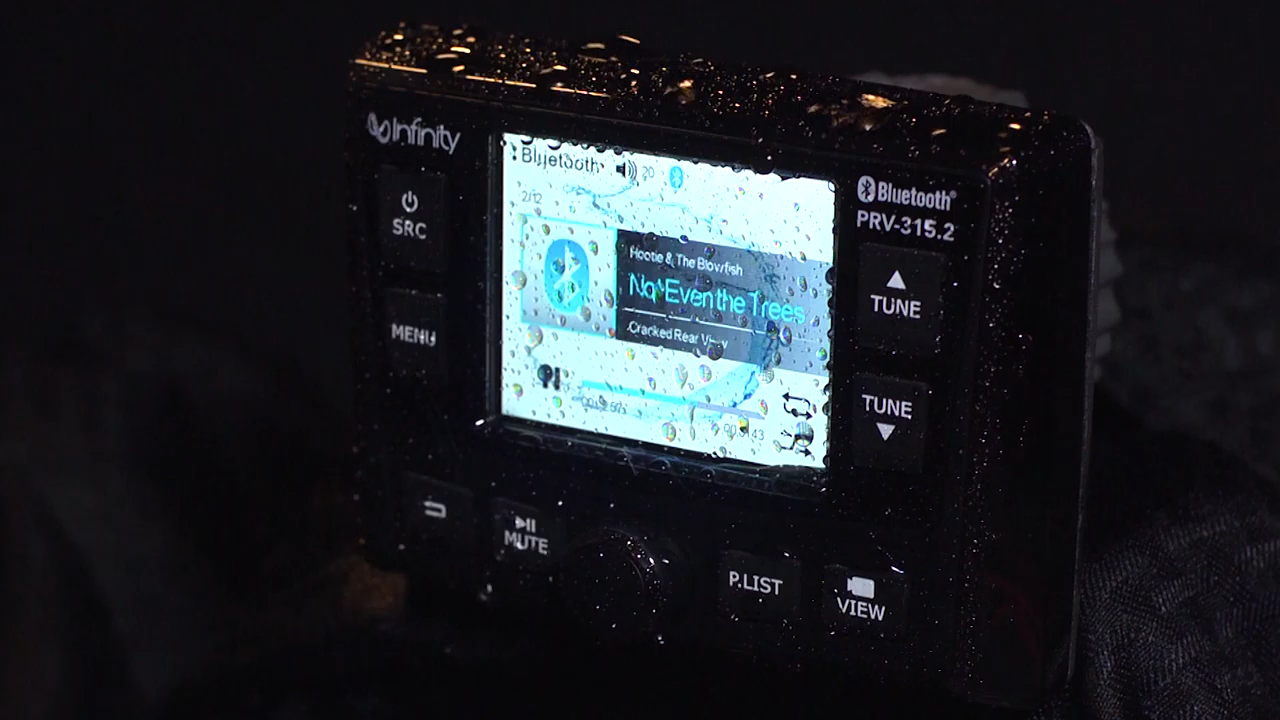 Infinity
SRC
MENU
Bluetooth 20
2/12
Hootie & The Blowfish
Not Even the Trees
Cracked Rear View
Bluetooth®
PRV-315.2
TUNE
TUNE
MUTE
P.LIST
VIEW